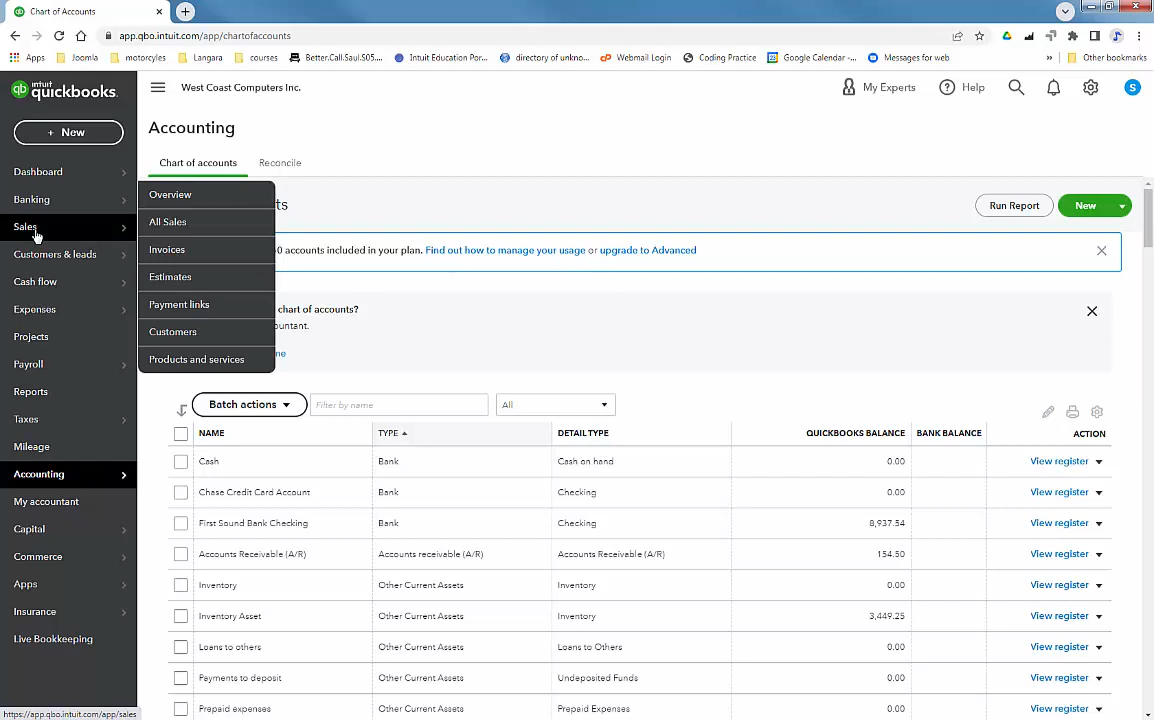 Chart of Accounts
app.qbo.intuit.com/app/chartofaccounts
Apps
Joomla
motorcyles
Langara
courses
Better.Call.Saul.S05....
Intuit Education Por...
directory of unkno...
Webmail Login
Coding Practice
Google Calendar -...
Messages for web
»
Other bookmarks
intuit
quickbooks.
West Coast Computers Inc.
My Experts
Help
S
+ New
Accounting
Chart of accounts
Reconcile
Dashboard
Banking
Sales
Customers & leads
Cash flow
Expenses
Projects
Payroll
Reports
Taxes
Mileage
Accounting
My accountant
Capital
Commerce
Apps
Insurance
Live Bookkeeping
Overview
All Sales
Invoices
Estimates
Payment links
Customers
Products and services
ts
Run Report
New
0 accounts included in your plan. Find out how to manage your usage or upgrade to Advanced
chart of accounts?
ountant.
ne
Batch actions
Filter by name
All
NAME TYPE DETAIL TYPE QUICKBOOKS BALANCE BANK BALANCE ACTION
Cash Bank Cash on hand 0.00 View register
Chase Credit Card Account Bank Checking 0.00 View register
First Sound Bank Checking Bank Checking 8,937.54 View register
Accounts Receivable (A/R) Accounts receivable (A/R) Accounts Receivable (A/R) 154.50 View register
Inventory Other Current Assets Inventory 0.00 View register
Inventory Asset Other Current Assets Inventory 3,449.25 View register
Loans to others Other Current Assets Loans to Others 0.00 View register
Payments to deposit Other Current Assets Undeposited Funds 0.00 View register
Prepaid expenses Other Current Assets Prepaid Expenses 0.00 View register
https://app.qbo.intuit.com/app/sales